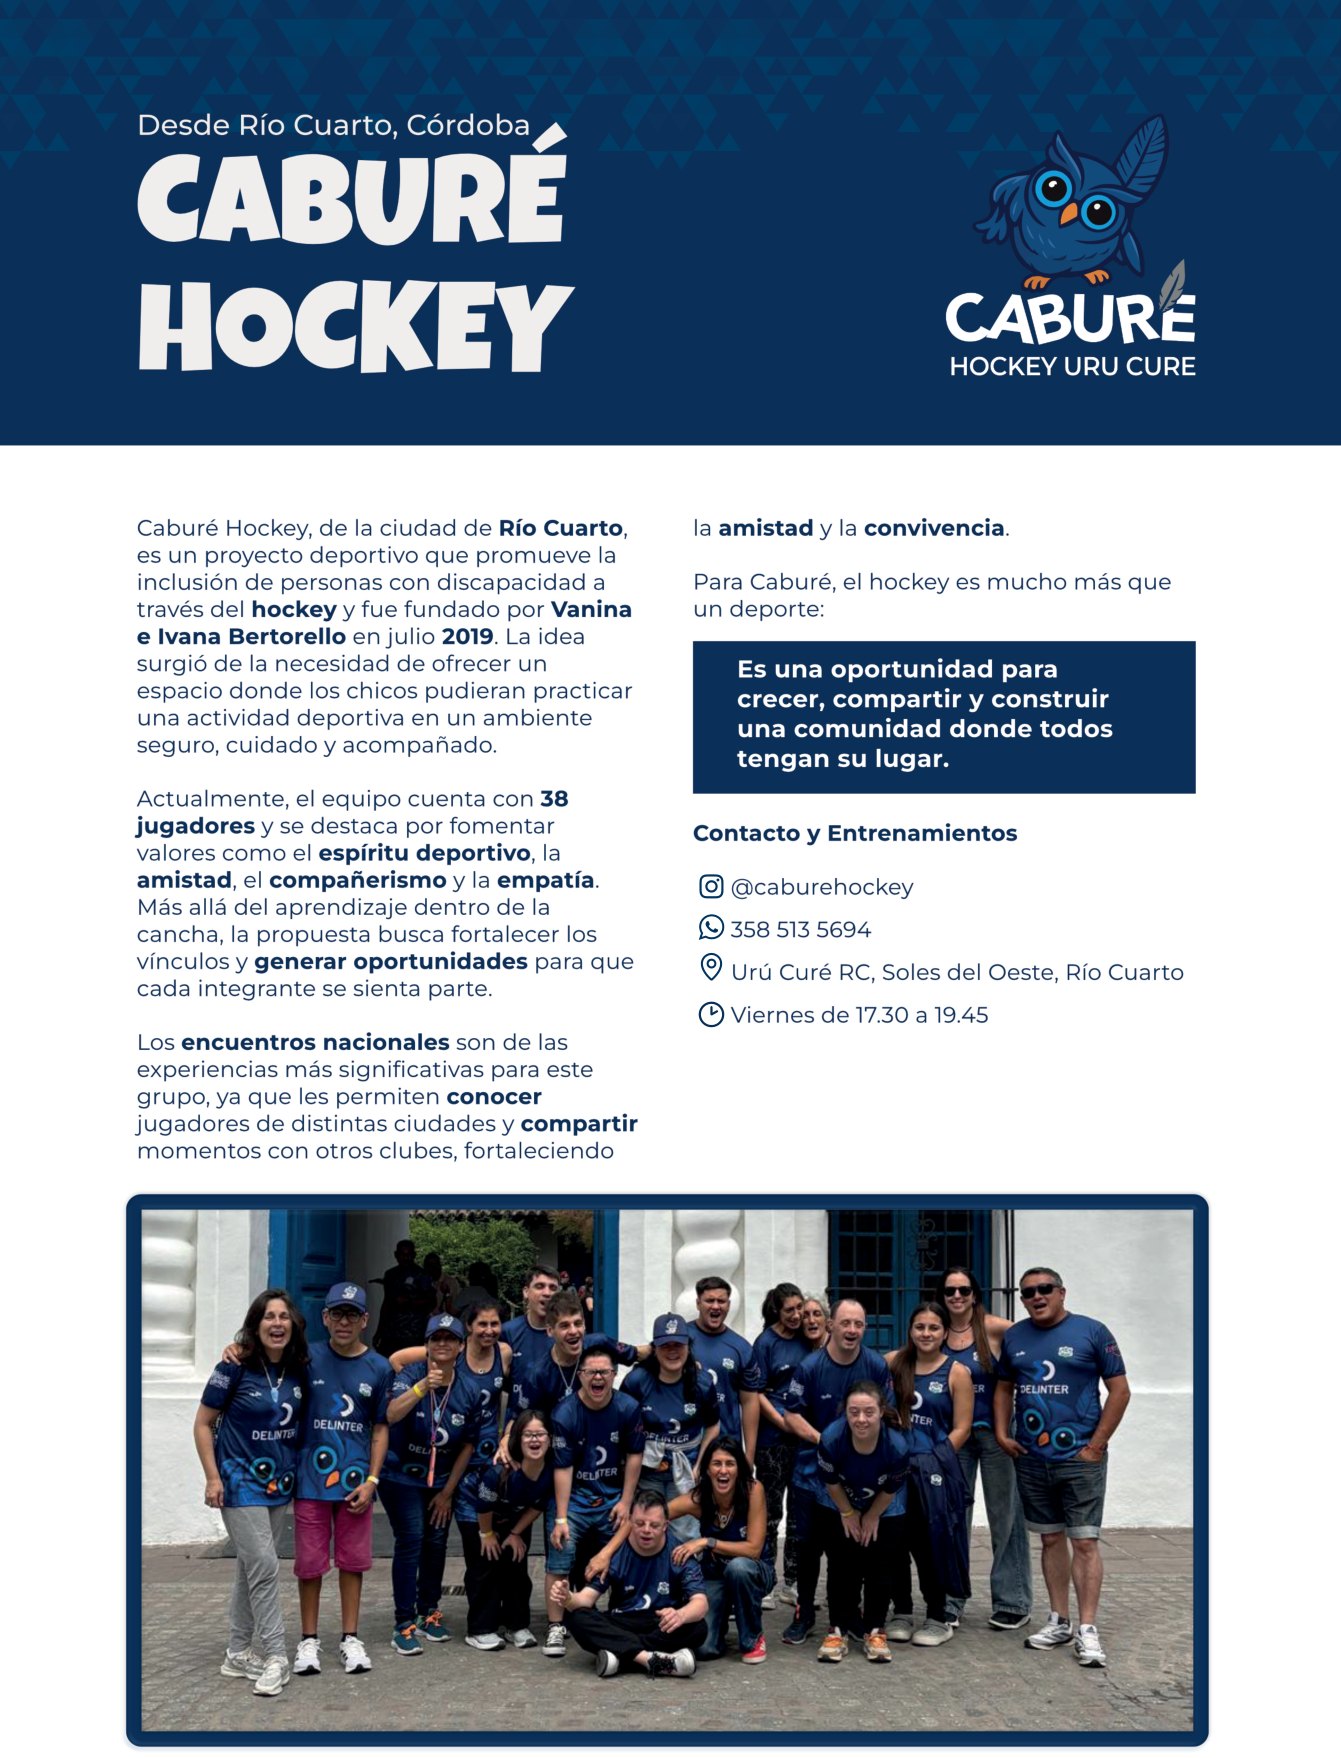 Desde Río Cuarto, Córdoba
CABURÉ
HOCKEY
CABURÉ
HOCKEY URU CURE
Caburé Hockey, de la ciudad de Río Cuarto,
es un proyecto deportivo que promueve la
inclusión de personas con discapacidad a
través del hockey y fue fundado por Vanina
e Ivana Bertorello en julio 2019. La idea
surgió de la necesidad de ofrecer un
espacio donde los chicos pudieran practicar
una actividad deportiva en un ambiente
seguro, cuidado y acompañado.
Actualmente, el equipo cuenta con 38
jugadores y se destaca por fomentar
valores como el espíritu deportivo, la
amistad, el compañerismo y la empatía.
Más allá del aprendizaje dentro de la
cancha, la propuesta busca fortalecer los
vínculos y generar oportunidades para que
cada integrante se sienta parte.
Los encuentros nacionales son de las
experiencias más significativas para este
grupo, ya que les permiten conocer
jugadores de distintas ciudades y compartir
momentos con otros clubes, fortaleciendo
la amistad y la convivencia.
Para Caburé, el hockey es mucho más que
un deporte:
Es una oportunidad para
crecer, compartir y construir
una comunidad donde todos
tengan su lugar.
Contacto y Entrenamientos
@caburehockey
358 513 5694
Urú Curé RC, Soles del Oeste, Río Cuarto
Viernes de 17.30 a 19.45
DELINTER
DELINTER
DELINTER
DELINTER
DELINTER